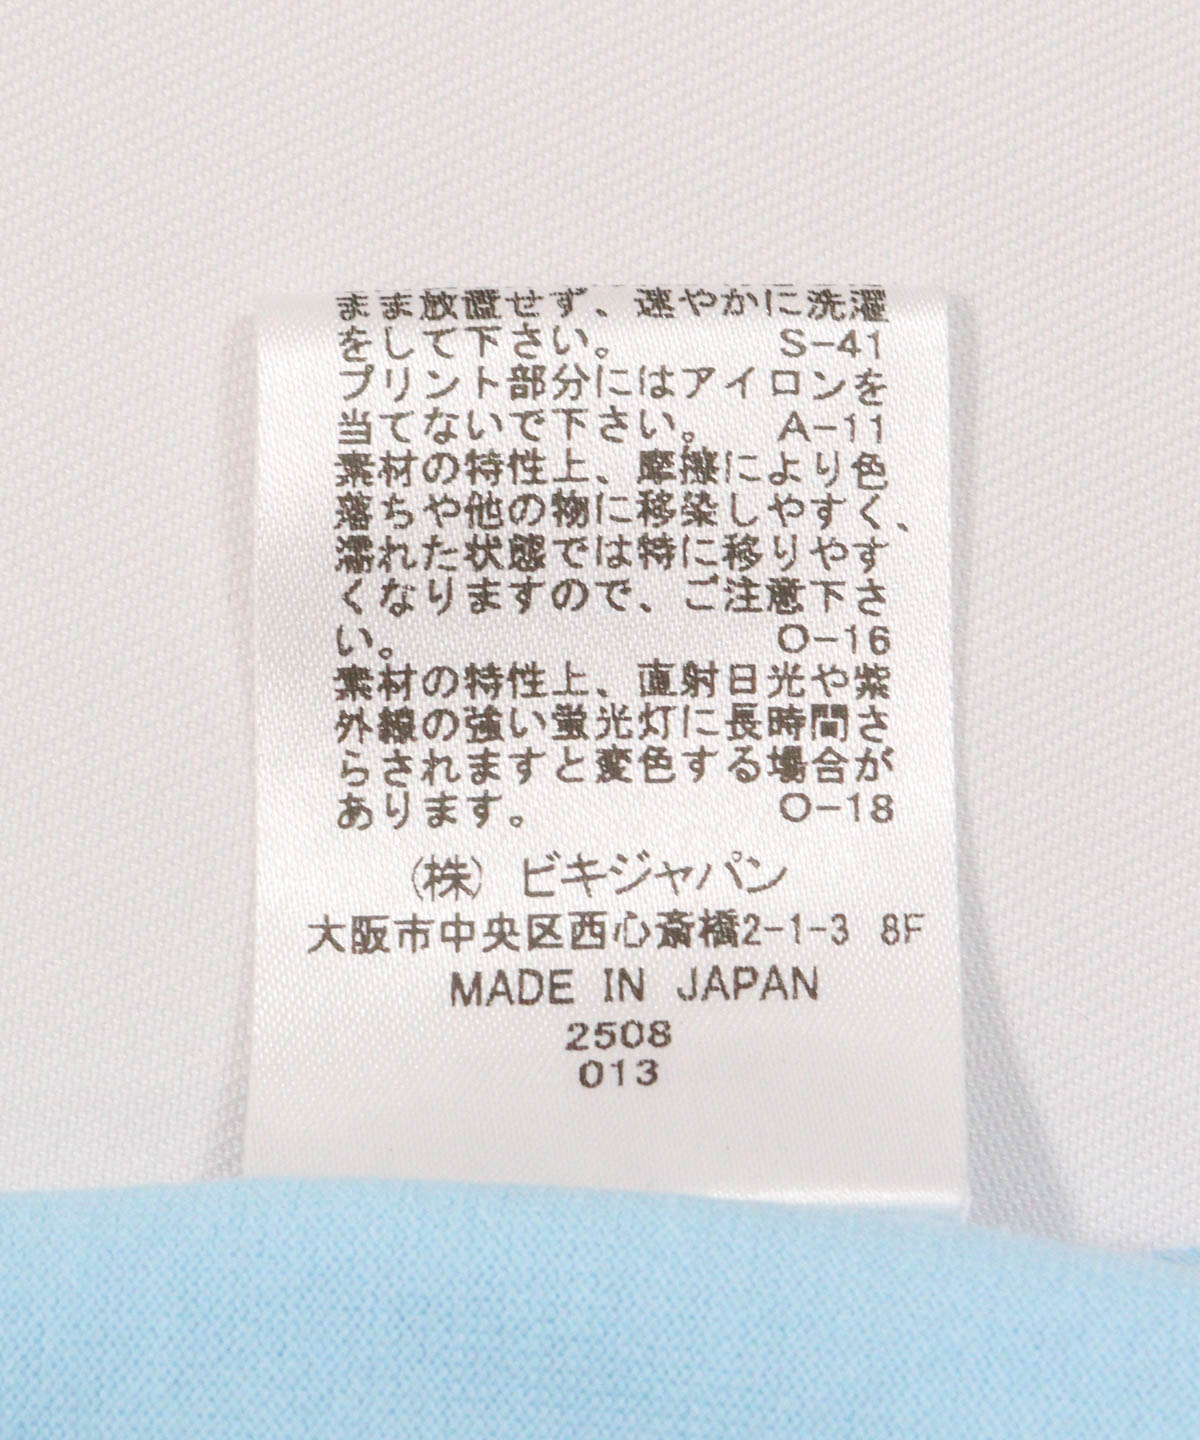 まま放置せず、速やかに洗濯
をして下さい。 S-41
プリント部分にはアイロンを
当てないで下さい。 A-11
素材の特性上、摩擦により色
落ちや他の物に移染しやすく、
濡れた状態では特に移りやす
くなりますので、ご注意下さ
い。 O-16
素材の特性上、直射日光や紫
外線の強い蛍光灯に長時間さ
らされますと変色する場合が
あります。 O-18
(株) ビキジャパン
大阪市中央区西心斎橋2-1-3 8F
MADE IN JAPAN
2508
013